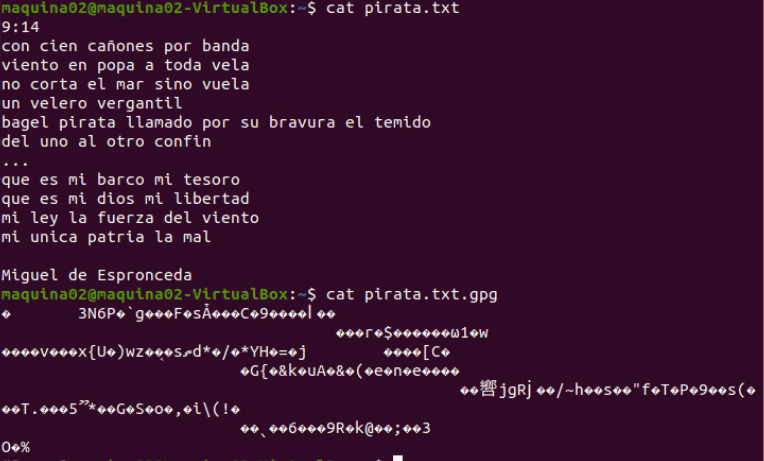 maquina02@maquina02-VirtualBox:~$ cat pirata.txt
9:14
con cien cañones por banda
viento en popa a toda vela
no corta el mar sino vuela
un velero vergantil
bagel pirata llamado por su bravura el temido
del uno al otro confin
...
que es mi barco mi tesoro
que es mi dios mi libertad
mi ley la fuerza del viento
mi unica patria la mal
Miguel de Espronceda
maquina02@maquina02-VirtualBox:~$ cat pirata.txt.gpg
� 3N6P�`g���F�sǞ���C�9����l��
���r�$������ω1�w
����v���x{U�)wz���s�d*�/�*YH�=�j ����[C�
�G{�&k�uA�&�(�e�n�e����
��響jgRj��/~h��s��"f�T�P�9��s(�
��T.���5"*��G�S�o�,�i\(!�
��、��6���9R�k@��;��3
O�%